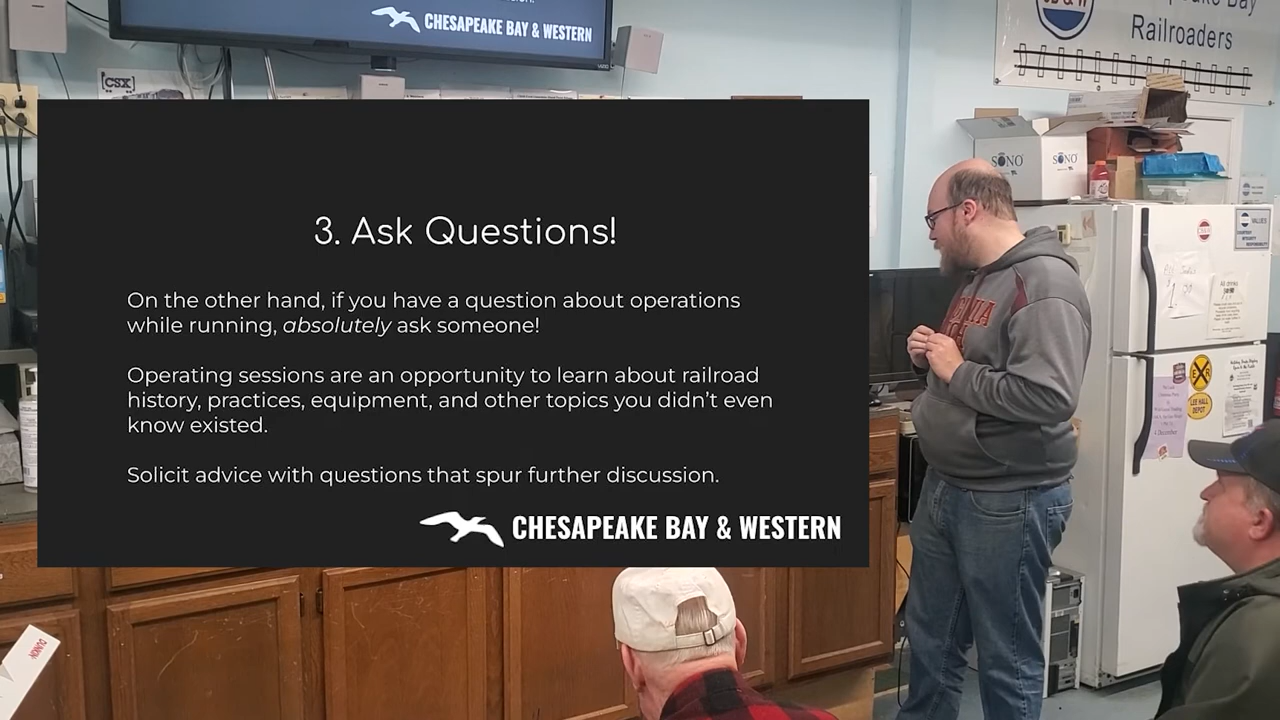 CHESAPEAKE BAY & WESTERN
Railroaders
CSX
SONO
SONO
3. Ask Questions!
On the other hand, if you have a question about operations
while running, absolutely ask someone!
Operating sessions are an opportunity to learn about railroad
history, practices, equipment, and other topics you didn't even
know existed.
Solicit advice with questions that spur further discussion.
CHESAPEAKE BAY & WESTERN
VALUES
All drinks
E R
LEE HALL
DEPOT